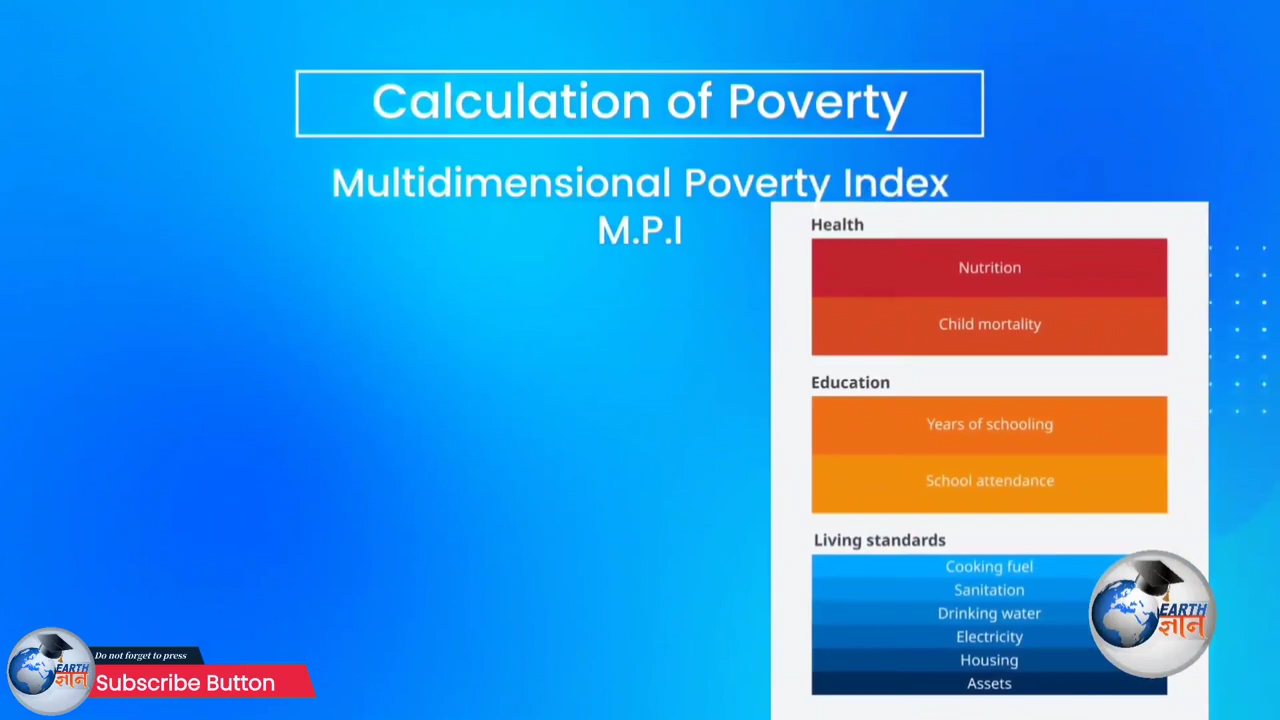 Calculation of Poverty
Multidimensional Poverty Index
M.P.I
Health
Nutrition
Child mortality
Education
Years of schooling
School attendance
Living standards
Cooking fuel
Sanitation
Drinking water
Electricity
Housing
Assets
EARTH
ज्ञान
Do not forget to press
Subscribe Button
EARTH
ज्ञान